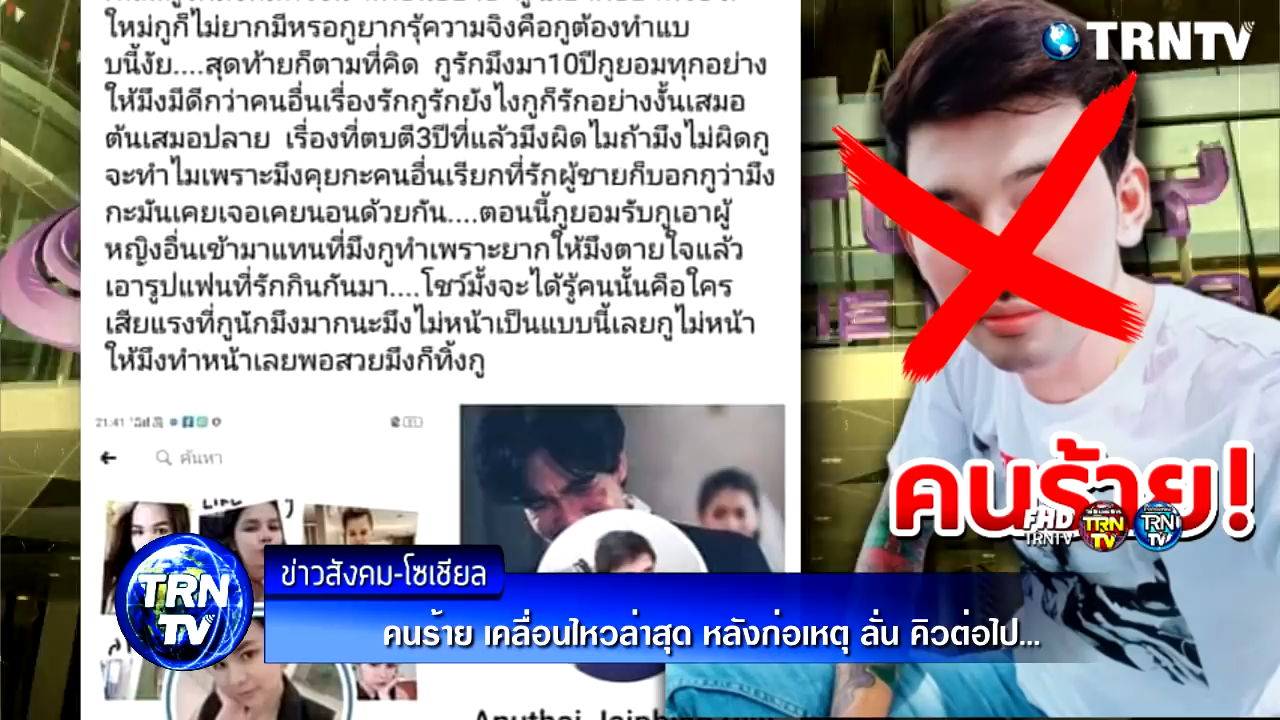 TRNTV
ใหม่กูก็ไม่ยากมีหรอกูยากรุ้ความจิงคือกูต้องทำแบ
บนี้งัย....สุดท้ายก็ตามที่คิด กูรักมึงมา10ปีกูยอมทุกอย่าง
ให้มึงมีดีกว่าคนอื่นเรื่องรักกูรักยังไงกูก็รักอย่างงั้นเสมอ
ต้นเสมอปลาย เรื่องที่ตบตี3ปีที่แล้วมึงผิดไมถ้ามึงไม่ผิดกู
จะทำไมเพราะมึงคุยกะคนอื่นเรียกที่รักผู้ชายก็บอกกูว่ามึง
กะมันเคยเจอเคยนอนด้วยกัน....ตอนนี้กูยอมรับกูเอาผู้
หญิงอื่นเข้ามาแทนที่มึงกูทำเพราะยากให้มึงตายใจแล้ว
เอารูปแฟนที่รักกินกันมา....โชว์มั้งจะได้รู้คนนั้นคือใคร
เสียแรงที่กูนักมึงมากนะมึงไม่หน้าเป็นแบบนี้เลยกูไม่หน้า
ให้มึงทำหน้าเลยพอสวยมึงก็ทิ้งกู
21:41
ค้นหา
คนร้าย!
FHD
TRNTV
TRN
TV
TRN
TV
TRN
TV
ข่าวสังคม-โซเชียล
คนร้าย เคลื่อนไหวล่าสุด หลังก่อเหตุ ลั่น คิวต่อไป...